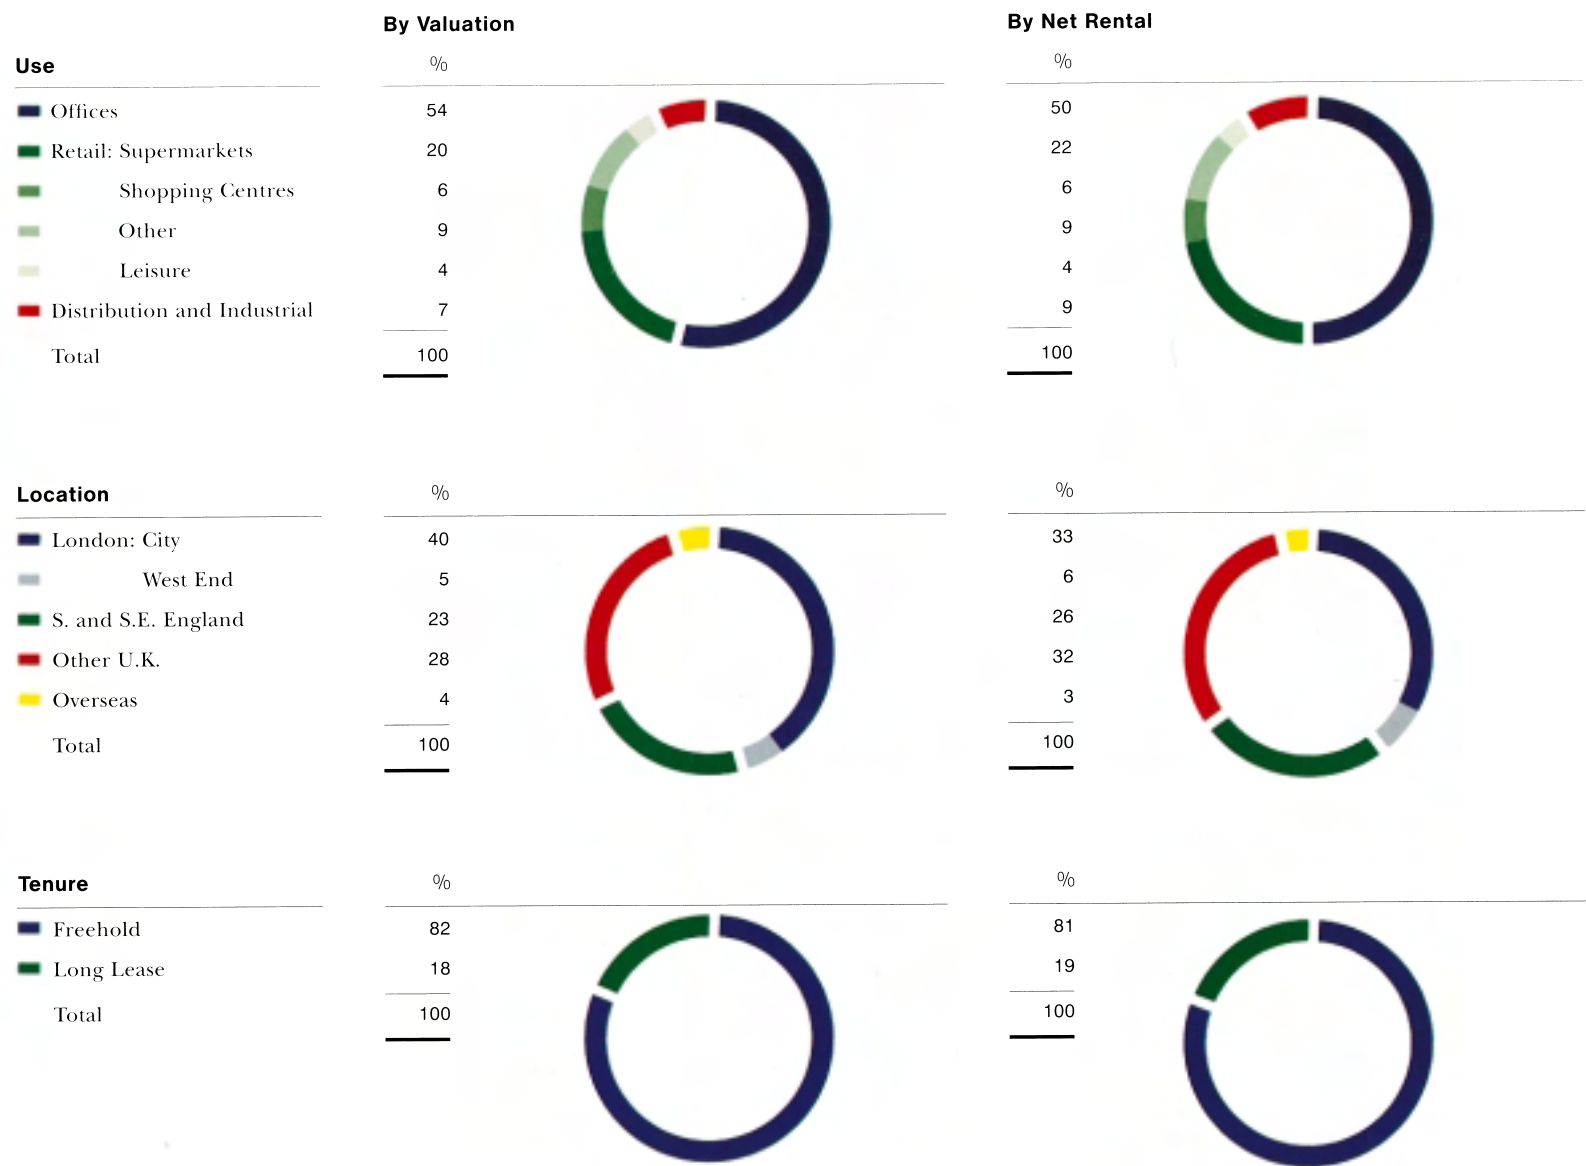 By Valuation By Net Rental
Use % %
Offices 54 50
Retail: Supermarkets 20 22
Shopping Centres 6 6
Other 9 9
Leisure 4 4
Distribution and Industrial 7 9
Total 100 100
Location % %
London: City 40 33
West End 5 6
S. and S.E. England 23 26
Other U.K. 28 32
Overseas 4 3
Total 100 100
Tenure % %
Freehold 82 81
Long Lease 18 19
Total 100 100